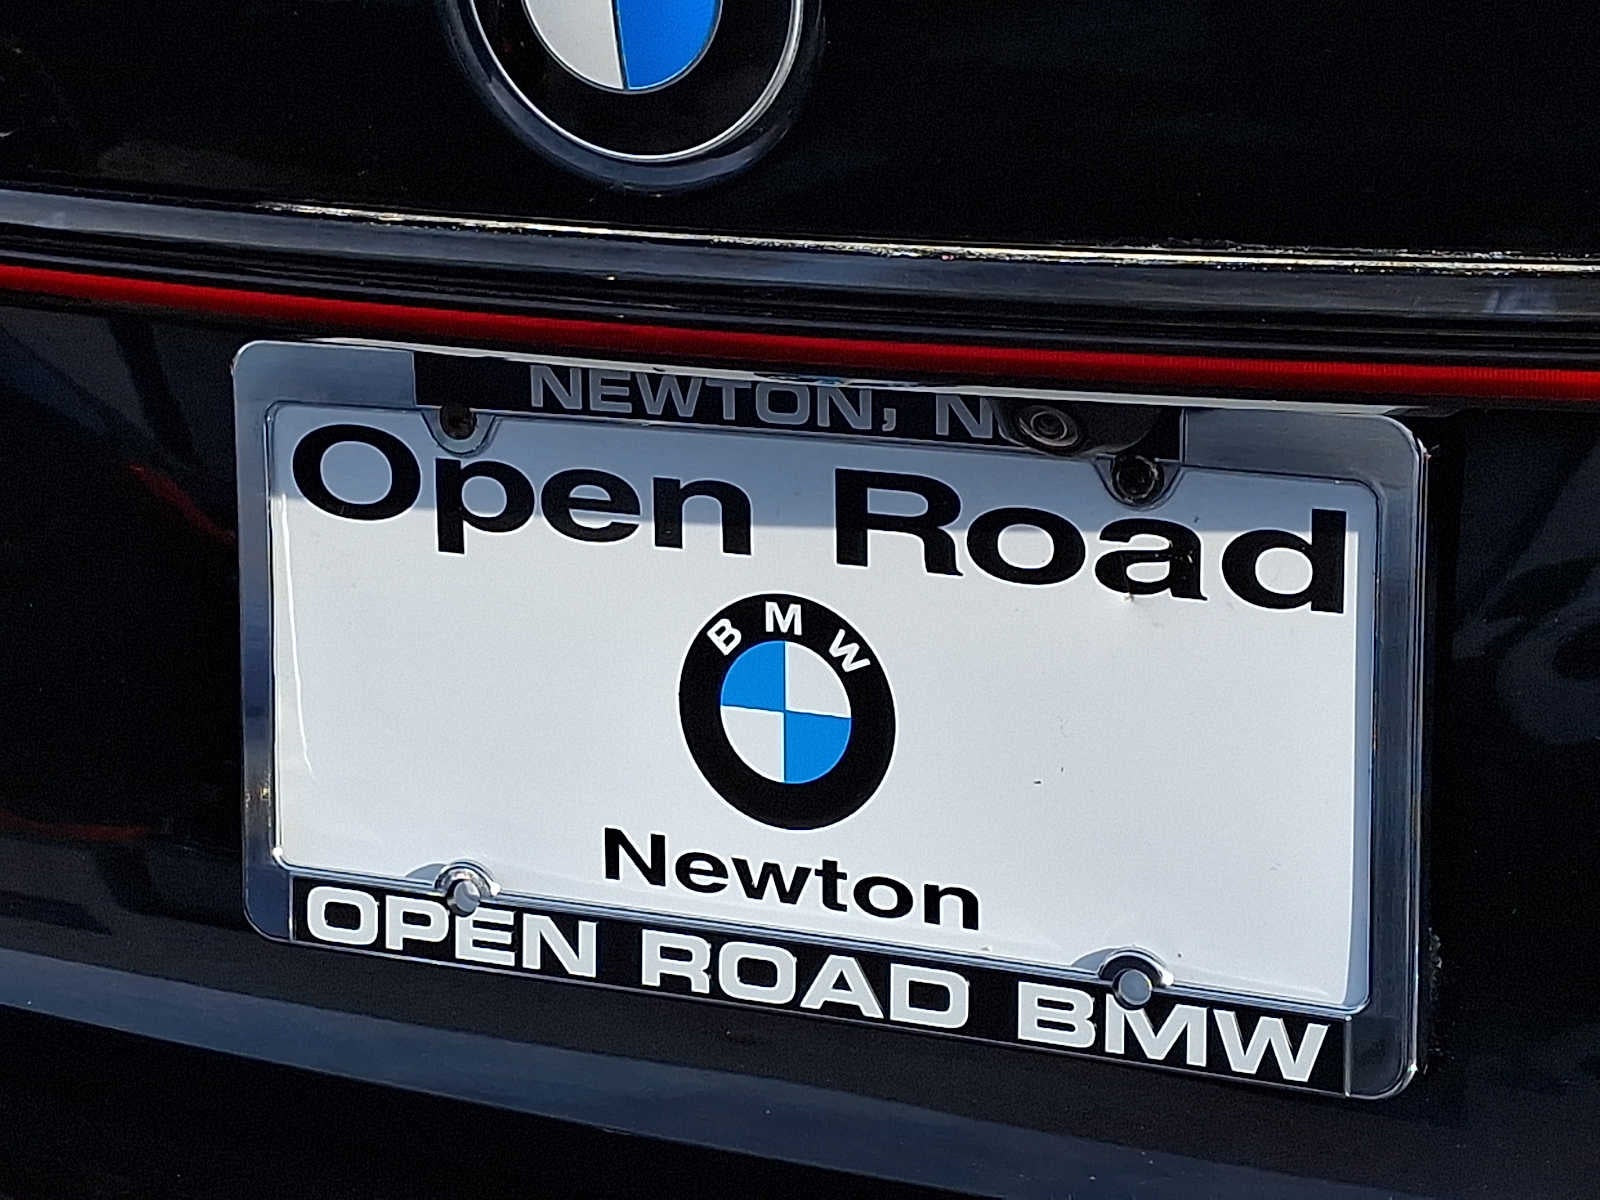 NEWTON,
Open Road
BMW
Newton
OPEN ROAD BMW